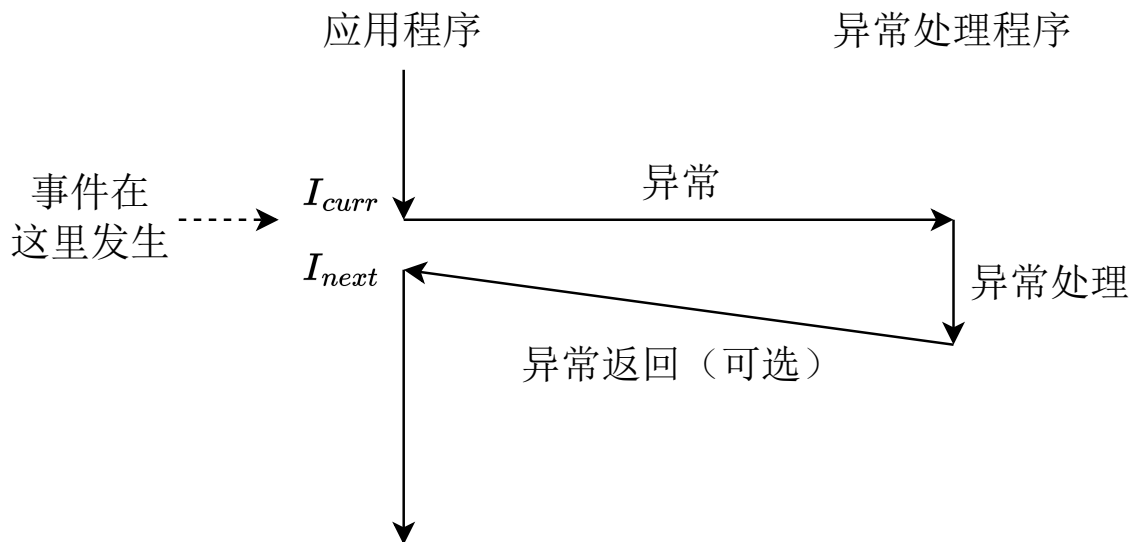 应用程序
异常处理程序
事件在
这里发生
I_curr
异常
I_next
异常处理
异常返回（可选）